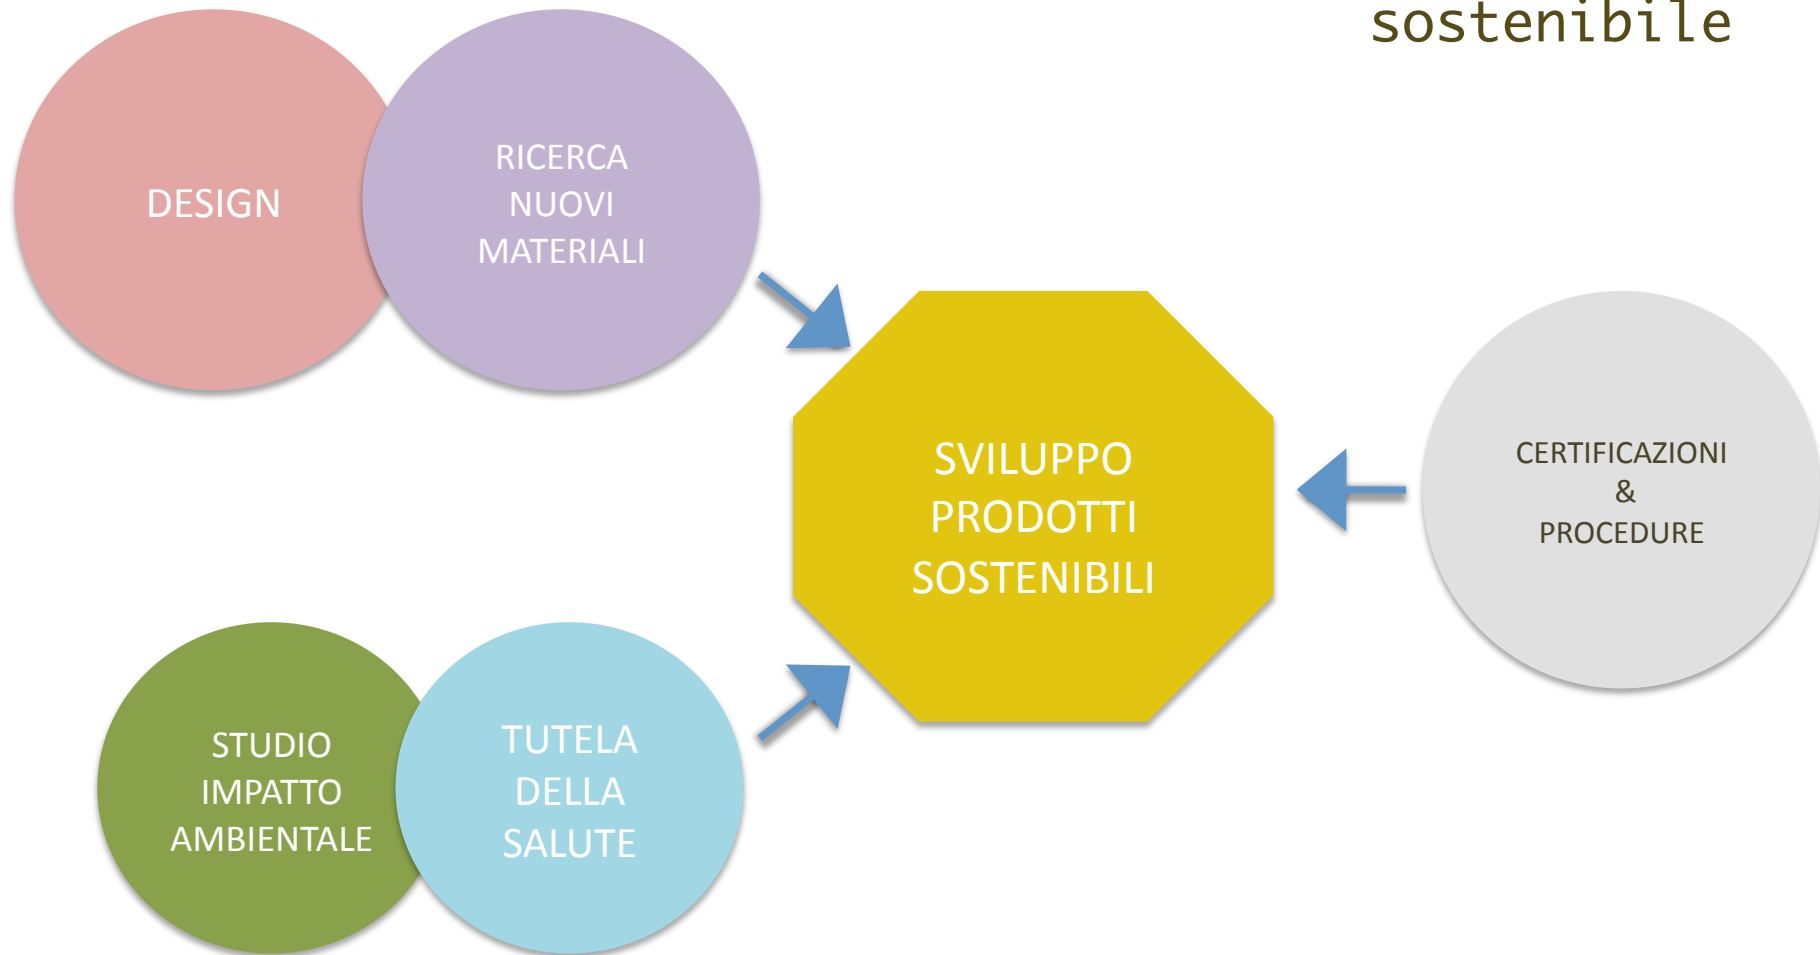 sostenibile
DESIGN
RICERCA
NUOVI
MATERIALI
SVILUPPO
PRODOTTI
SOSTENIBILI
CERTIFICAZIONI
&
PROCEDURE
STUDIO
IMPATTO
AMBIENTALE
TUTELA
DELLA
SALUTE